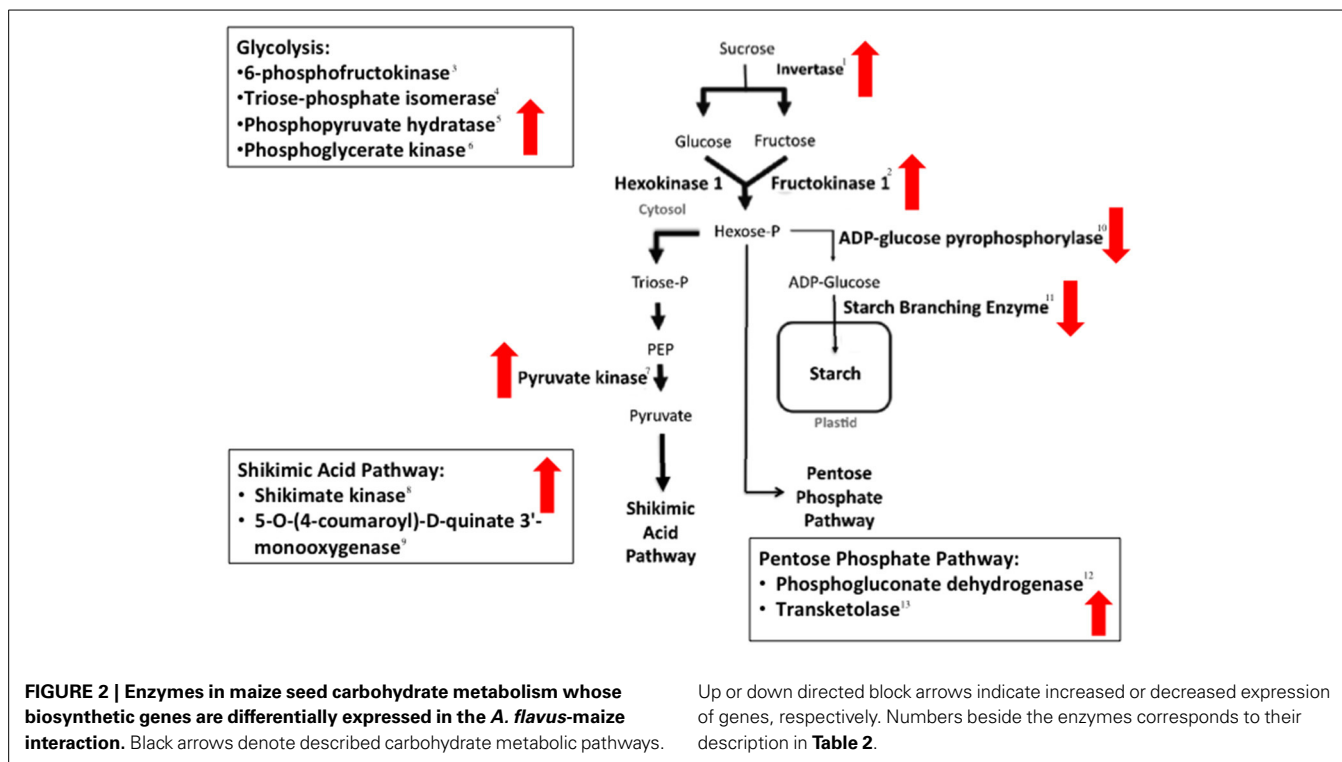 Glycolysis:
•6-phosphofructokinase3
•Triose-phosphate isomerase4
•Phosphopyruvate hydratase5
•Phosphoglycerate kinase6
Sucrose
Invertase1
Glucose
Fructose
Hexokinase 1
Fructokinase 12
Cytosol
Hexose-P
ADP-glucose pyrophosphorylase10
Triose-P
ADP-Glucose
Starch Branching Enzyme11
PEP
Starch
Pyruvate kinase7
Pyruvate
Plastid
Shikimic Acid Pathway:
• Shikimate kinase8
• 5-O-(4-coumaroyl)-D-quinate 3'-
monooxygenase9
Shikimic
Acid
Pathway
Pentose
Phosphate
Pathway
Pentose Phosphate Pathway:
• Phosphogluconate dehydrogenase12
• Transketolase13
FIGURE 2 | Enzymes in maize seed carbohydrate metabolism whose
biosynthetic genes are differentially expressed in the A. flavus-maize
interaction. Black arrows denote described carbohydrate metabolic pathways.
Up or down directed block arrows indicate increased or decreased expression
of genes, respectively. Numbers beside the enzymes corresponds to their
description in Table 2.